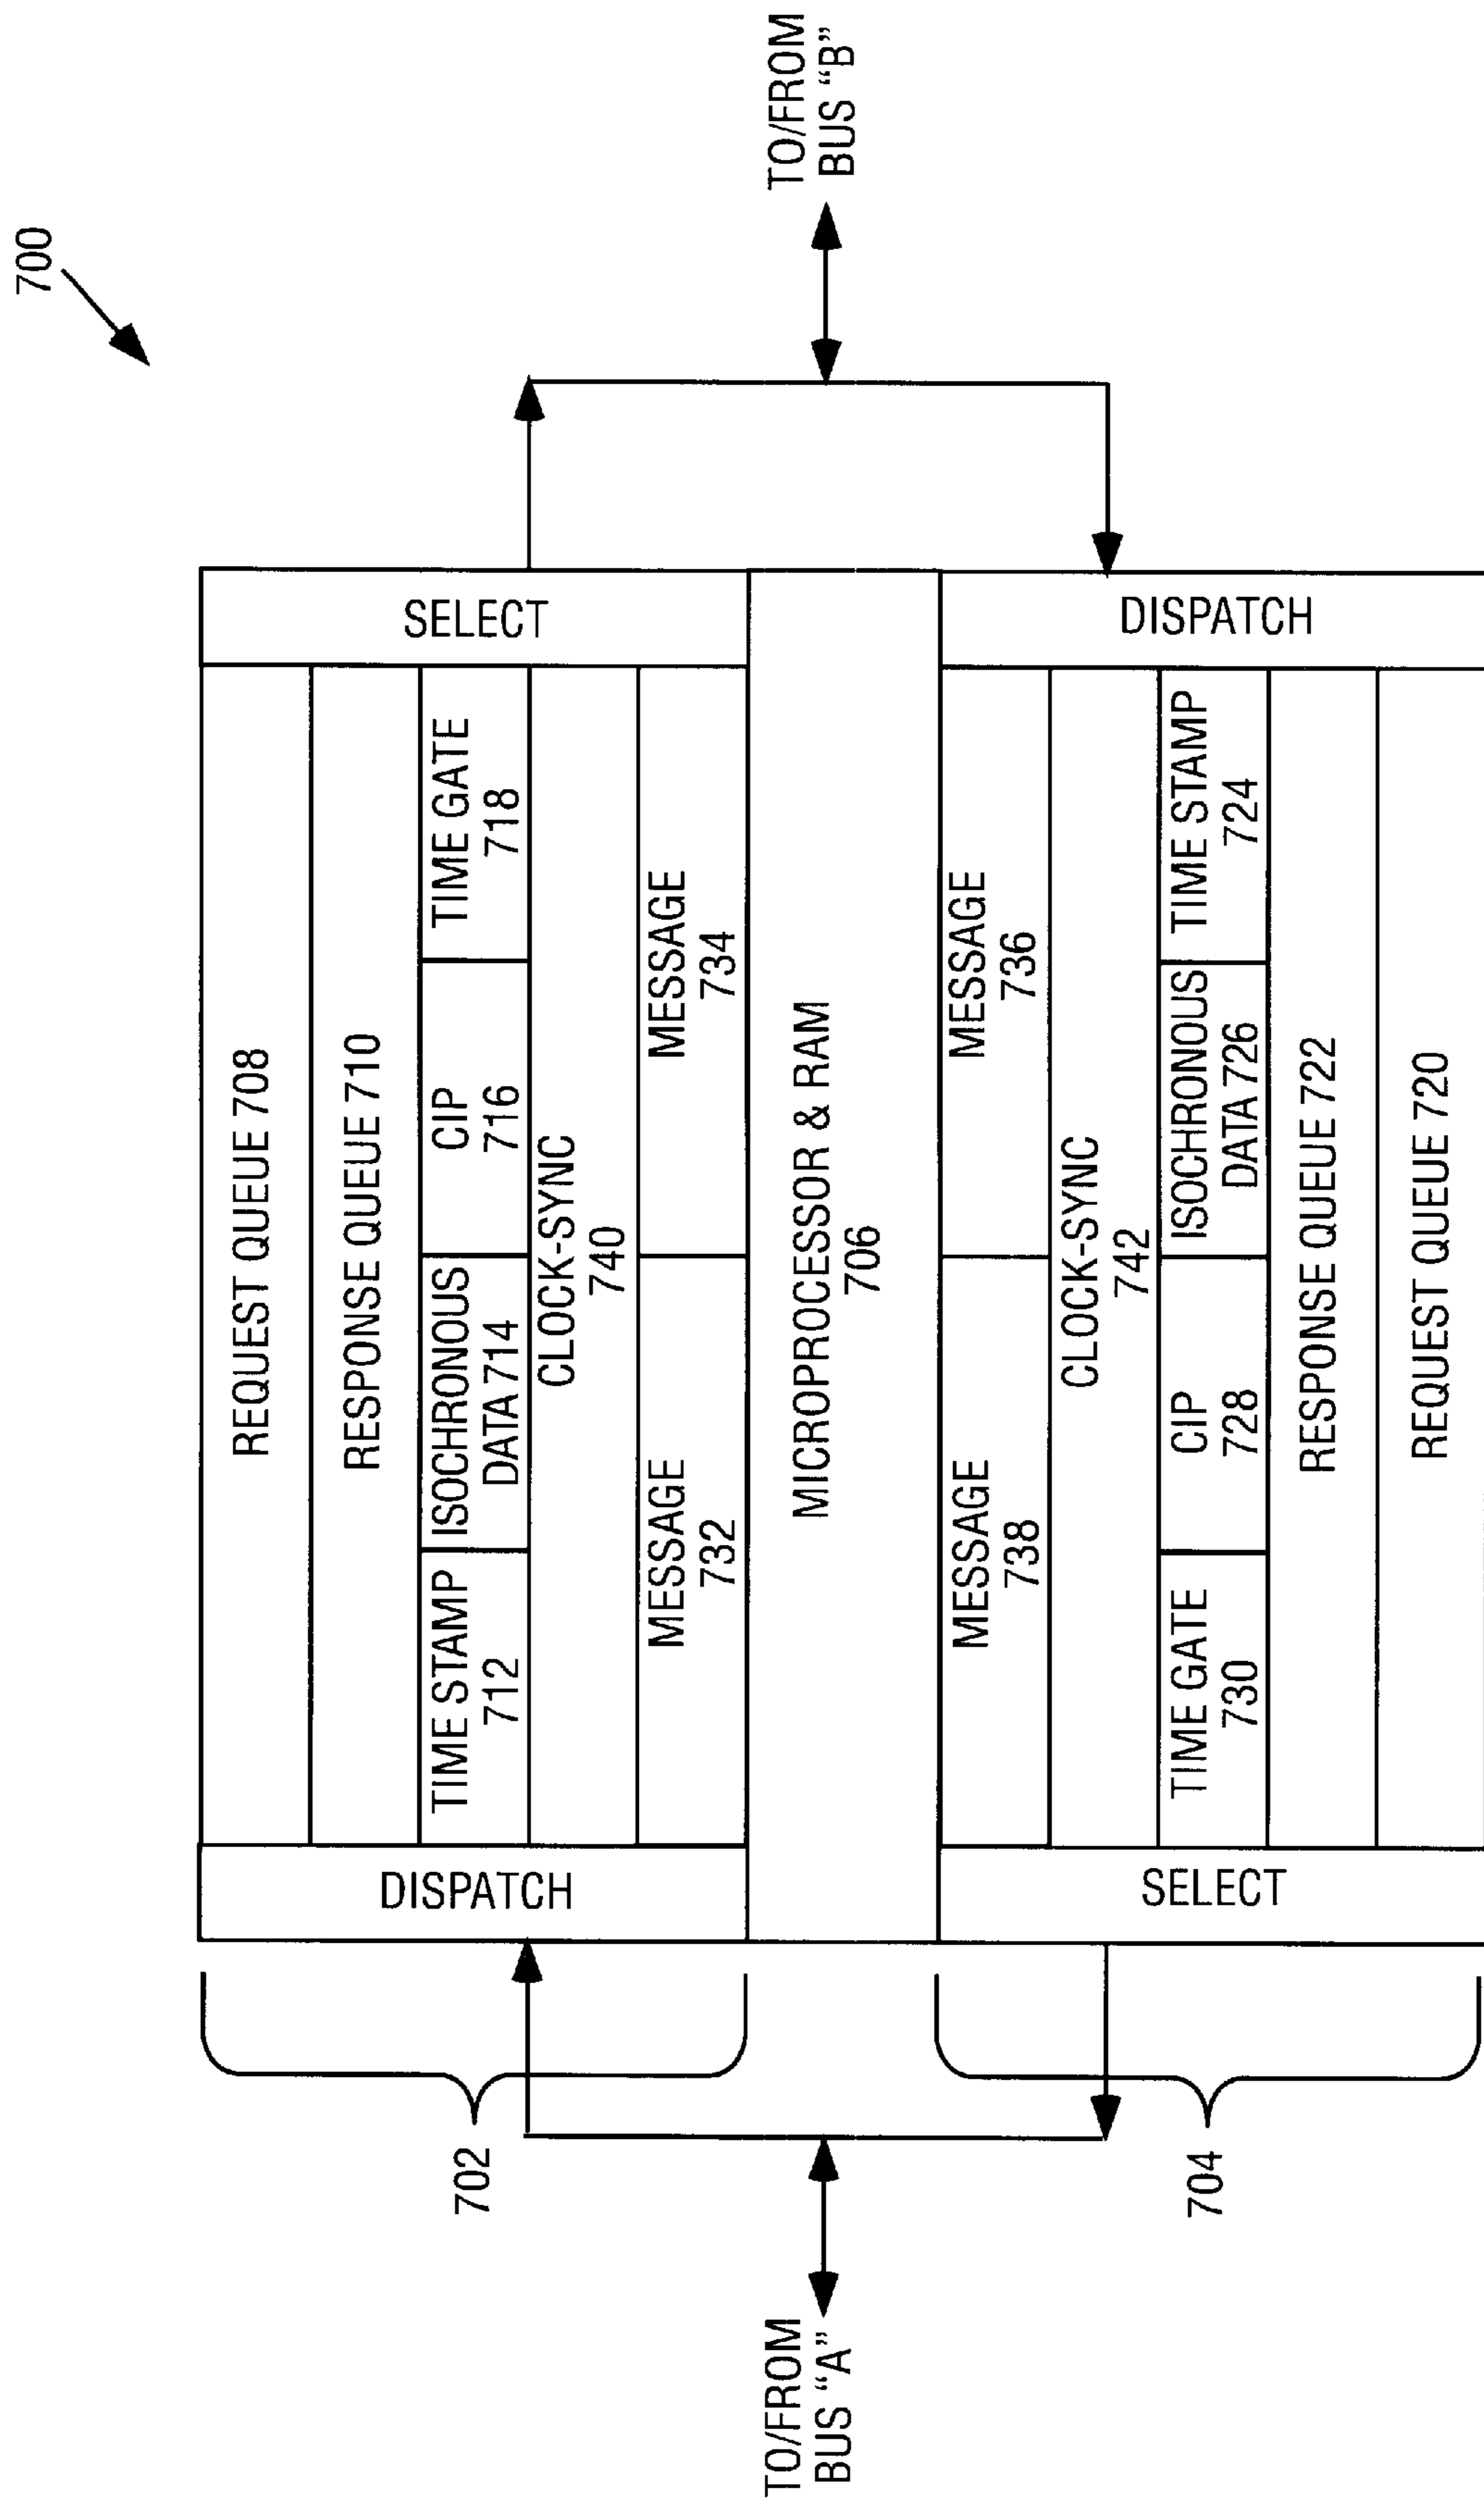 700
TO/FROM
BUS "A"
TO/FROM
BUS "B"
702
704
DISPATCH
SELECT
REQUEST QUEUE 708
RESPONSE QUEUE 710
TIME STAMP
712
ISOCHRONOUS
DATA 714
CIP
716
TIME GATE
718
CLOCK-SYNC
740
MESSAGE
732
MESSAGE
734
MICROPROCESSOR & RAM
706
MESSAGE
738
MESSAGE
736
CLOCK-SYNC
742
TIME GATE
730
CIP
728
ISOCHRONOUS
DATA 726
TIME STAMP
724
RESPONSE QUEUE 722
REQUEST QUEUE 720
SELECT
DISPATCH